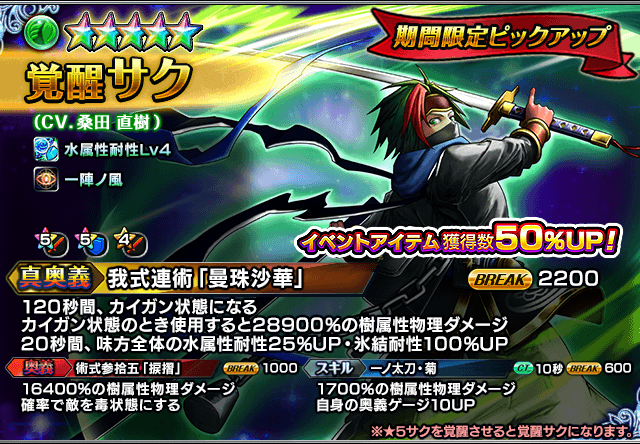 期間限定ピックアップ
覚醒サク
(CV.桑田 直樹)
水属性耐性Lv4
一陣ノ風
5 5 4
イベントアイテム獲得数50%UP!
真奥義 我式連術「曼珠沙華」 BREAK 2200
120秒間、カイガン状態になる
カイガン状態のとき使用すると28900%の樹属性物理ダメージ
20秒間、味方全体の水属性耐性25%UP・氷結耐性100%UP
奥義 術式参拾五「捩摺」 BREAK 1000
16400%の樹属性物理ダメージ
確率で敵を毒状態にする
スキル 一ノ太刀・菊 C.T. 10秒 BREAK 600
1700%の樹属性物理ダメージ
自身の奥義ゲージ10UP
※★5サクを覚醒させると覚醒サクになります。